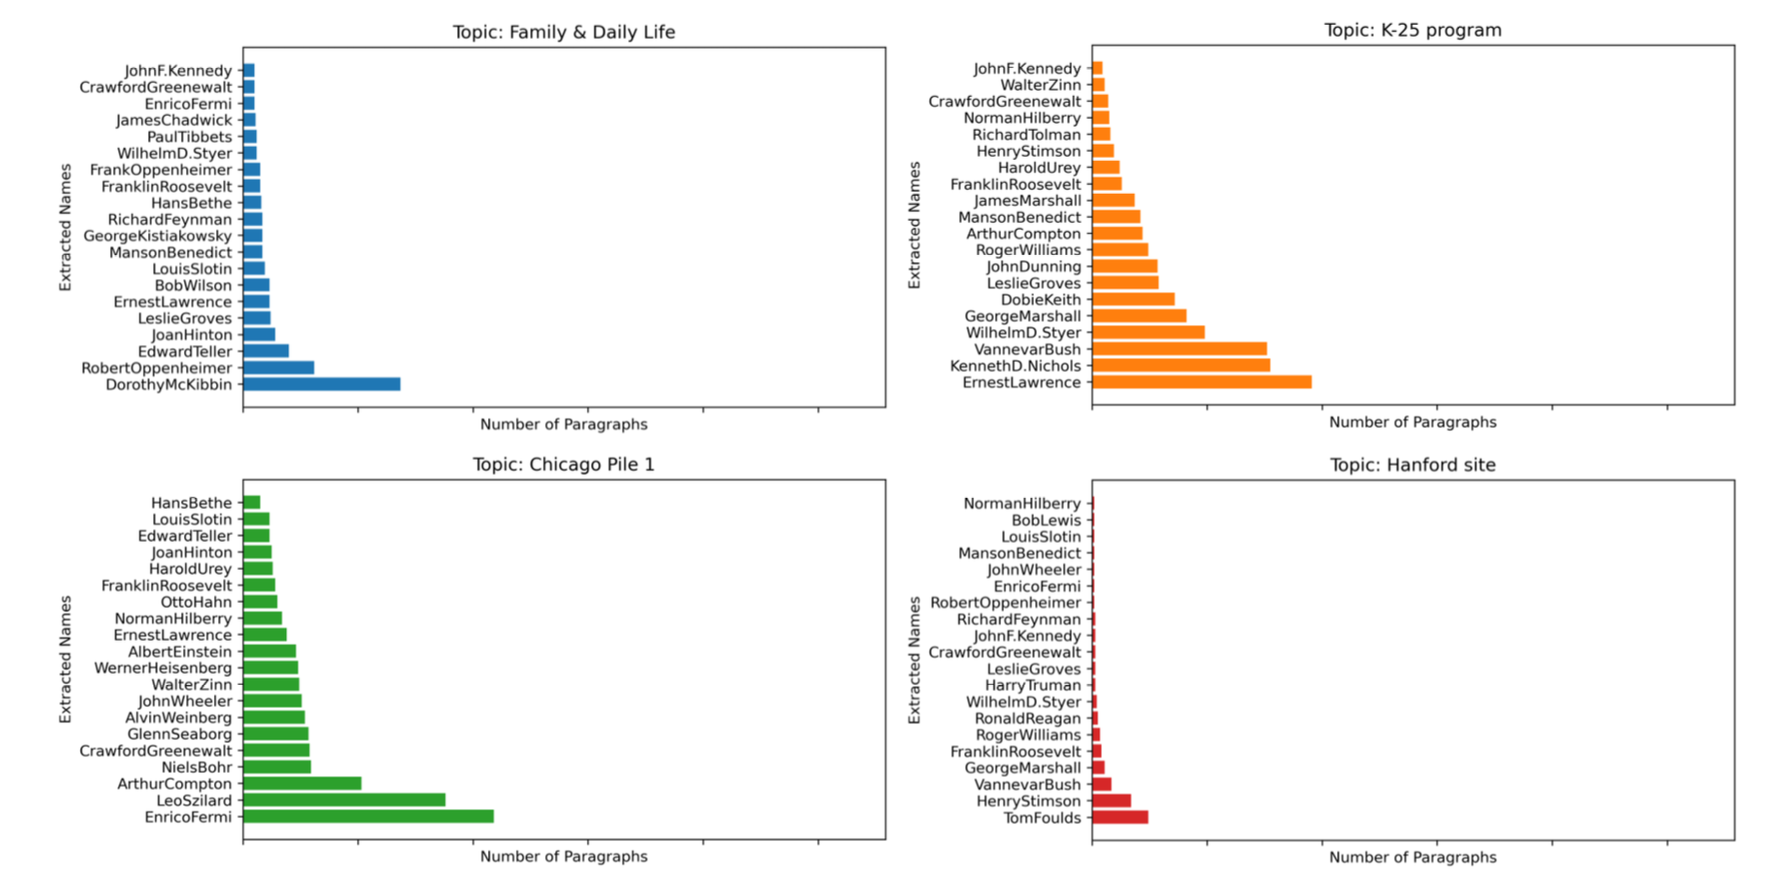 Topic: Family & Daily Life
Extracted Names
JohnF.Kennedy
CrawfordGreenewalt
EnricoFermi
JamesChadwick
PaulTibbets
WilhelmD.Styer
FrankOppenheimer
FranklinRoosevelt
HansBethe
RichardFeynman
GeorgeKistiakowsky
MansonBenedict
LouisSlotin
BobWilson
ErnestLawrence
LeslieGroves
JoanHinton
EdwardTeller
RobertOppenheimer
DorothyMcKibbin
Number of Paragraphs
Topic: K-25 program
Extracted Names
JohnF.Kennedy
WalterZinn
CrawfordGreenewalt
NormanHilberry
RichardTolman
HenryStimson
HaroldUrey
FranklinRoosevelt
JamesMarshall
MansonBenedict
ArthurCompton
RogerWilliams
JohnDunning
LeslieGroves
DobieKeith
GeorgeMarshall
WilhelmD.Styer
VannevarBush
KennethD.Nichols
ErnestLawrence
Number of Paragraphs
Topic: Chicago Pile 1
Extracted Names
HansBethe
LouisSlotin
EdwardTeller
JoanHinton
HaroldUrey
FranklinRoosevelt
OttoHahn
NormanHilberry
ErnestLawrence
AlbertEinstein
WernerHeisenberg
WalterZinn
JohnWheeler
AlvinWeinberg
GlennSeaborg
CrawfordGreenewalt
NielsBohr
ArthurCompton
LeoSzilard
EnricoFermi
Number of Paragraphs
Topic: Hanford site
Extracted Names
NormanHilberry
BobLewis
LouisSlotin
MansonBenedict
JohnWheeler
EnricoFermi
RobertOppenheimer
RichardFeynman
JohnF.Kennedy
CrawfordGreenewalt
LeslieGroves
HarryTruman
WilhelmD.Styer
RonaldReagan
RogerWilliams
FranklinRoosevelt
GeorgeMarshall
VannevarBush
HenryStimson
TomFoulds
Number of Paragraphs